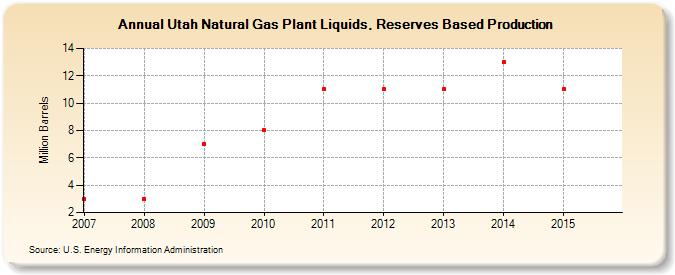 Annual Utah Natural Gas Plant Liquids, Reserves Based Production
Million Barrels
14
12
10
8
6
4
2
2007 2008 2009 2010 2011 2012 2013 2014 2015
Source: U.S. Energy Information Administration